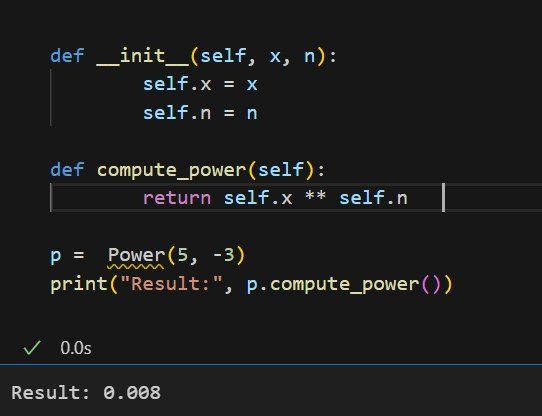 def __init__(self, x, n):
        self.x = x
        self.n = n
def compute_power(self):
        return self.x ** self.n
p =  Power(5, -3)
print("Result:", p.compute_power())
0.0s
Result: 0.008